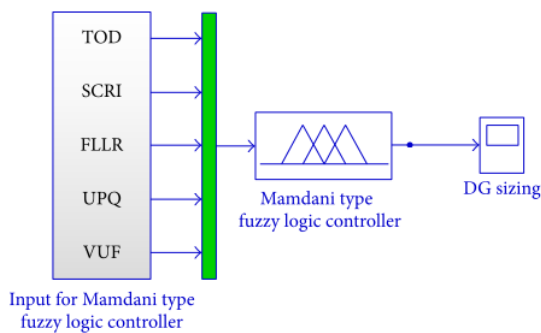 TOD
SCRI
FLLR
UPQ
VUF
Input for Mamdani type
fuzzy logic controller
Mamdani type
fuzzy logic controller
DG sizing